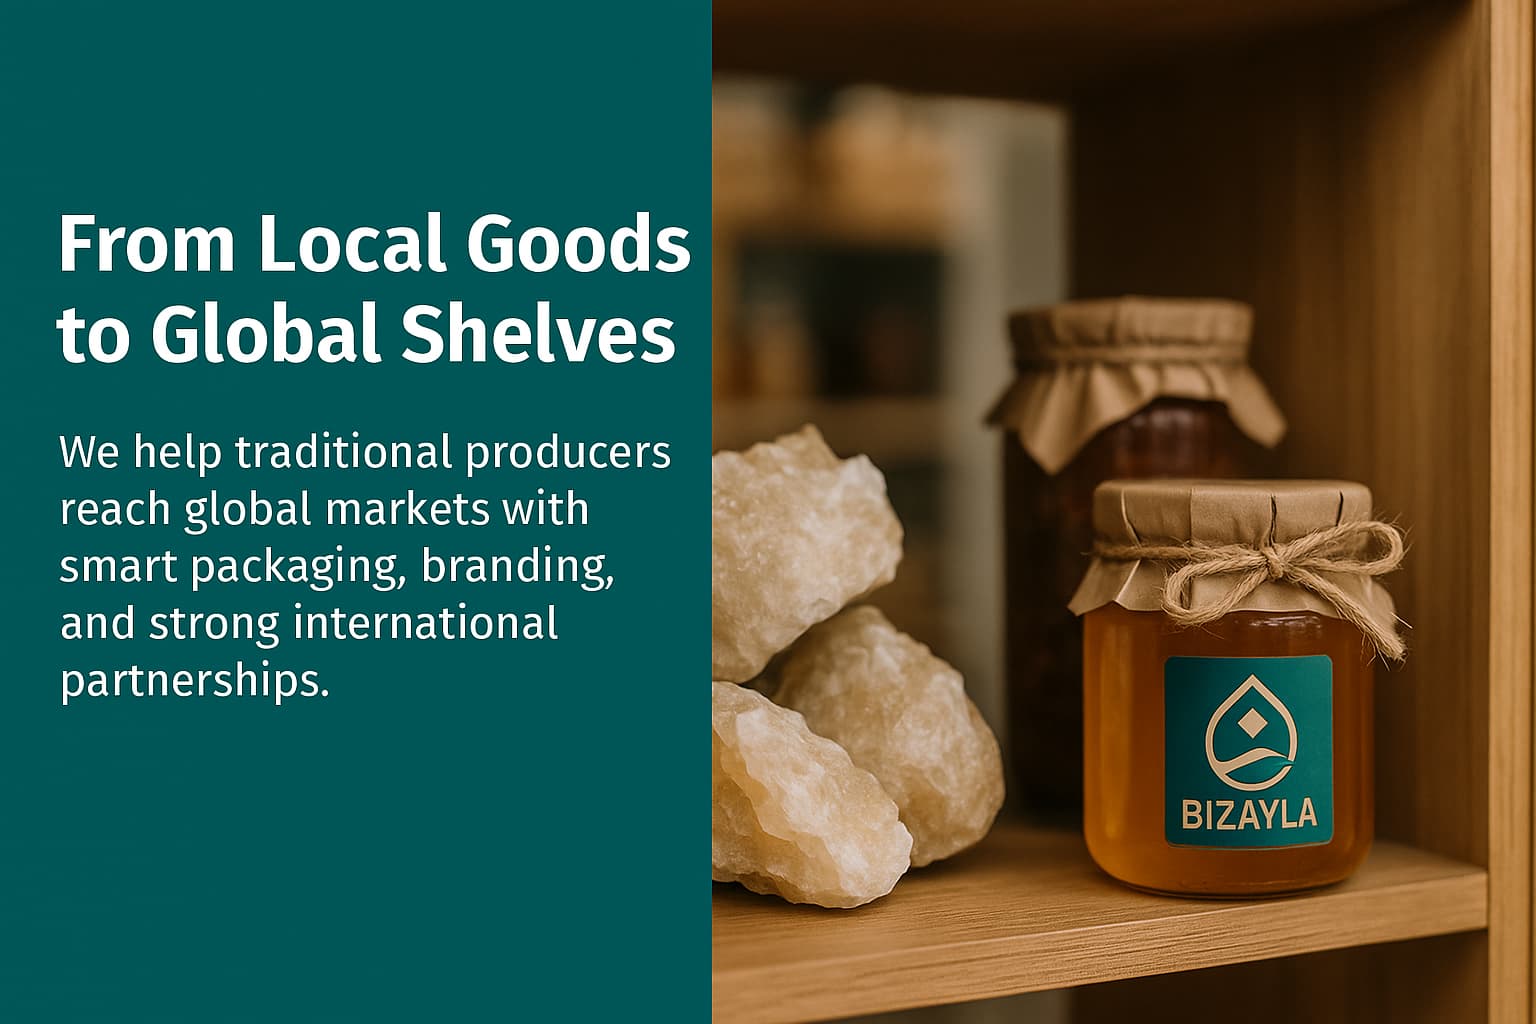 From Local Goods
to Global Shelves
We help traditional producers
reach global markets with
smart packaging, branding,
and strong international
partnerships.
BIZAYLA